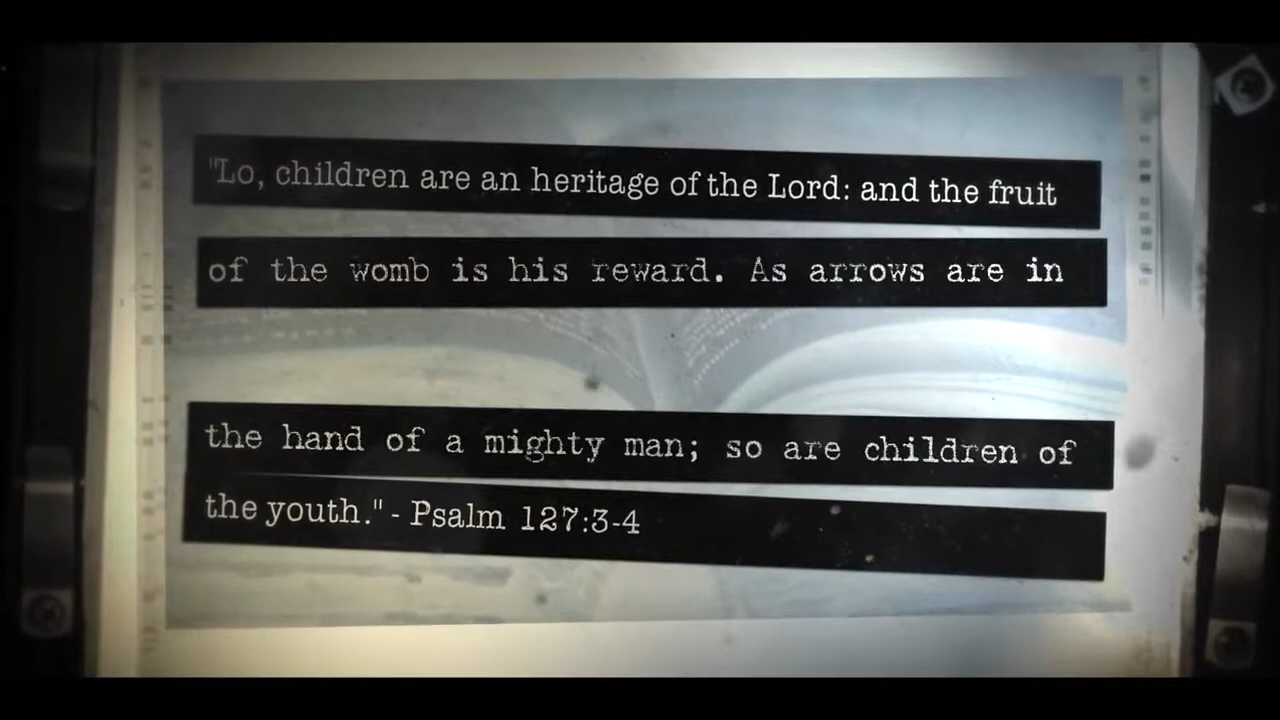 "Lo, children are an heritage of the Lord: and the fruit
of the womb is his reward. As arrows are in
the hand of a mighty man; so are children of
the youth." - Psalm 127:3-4